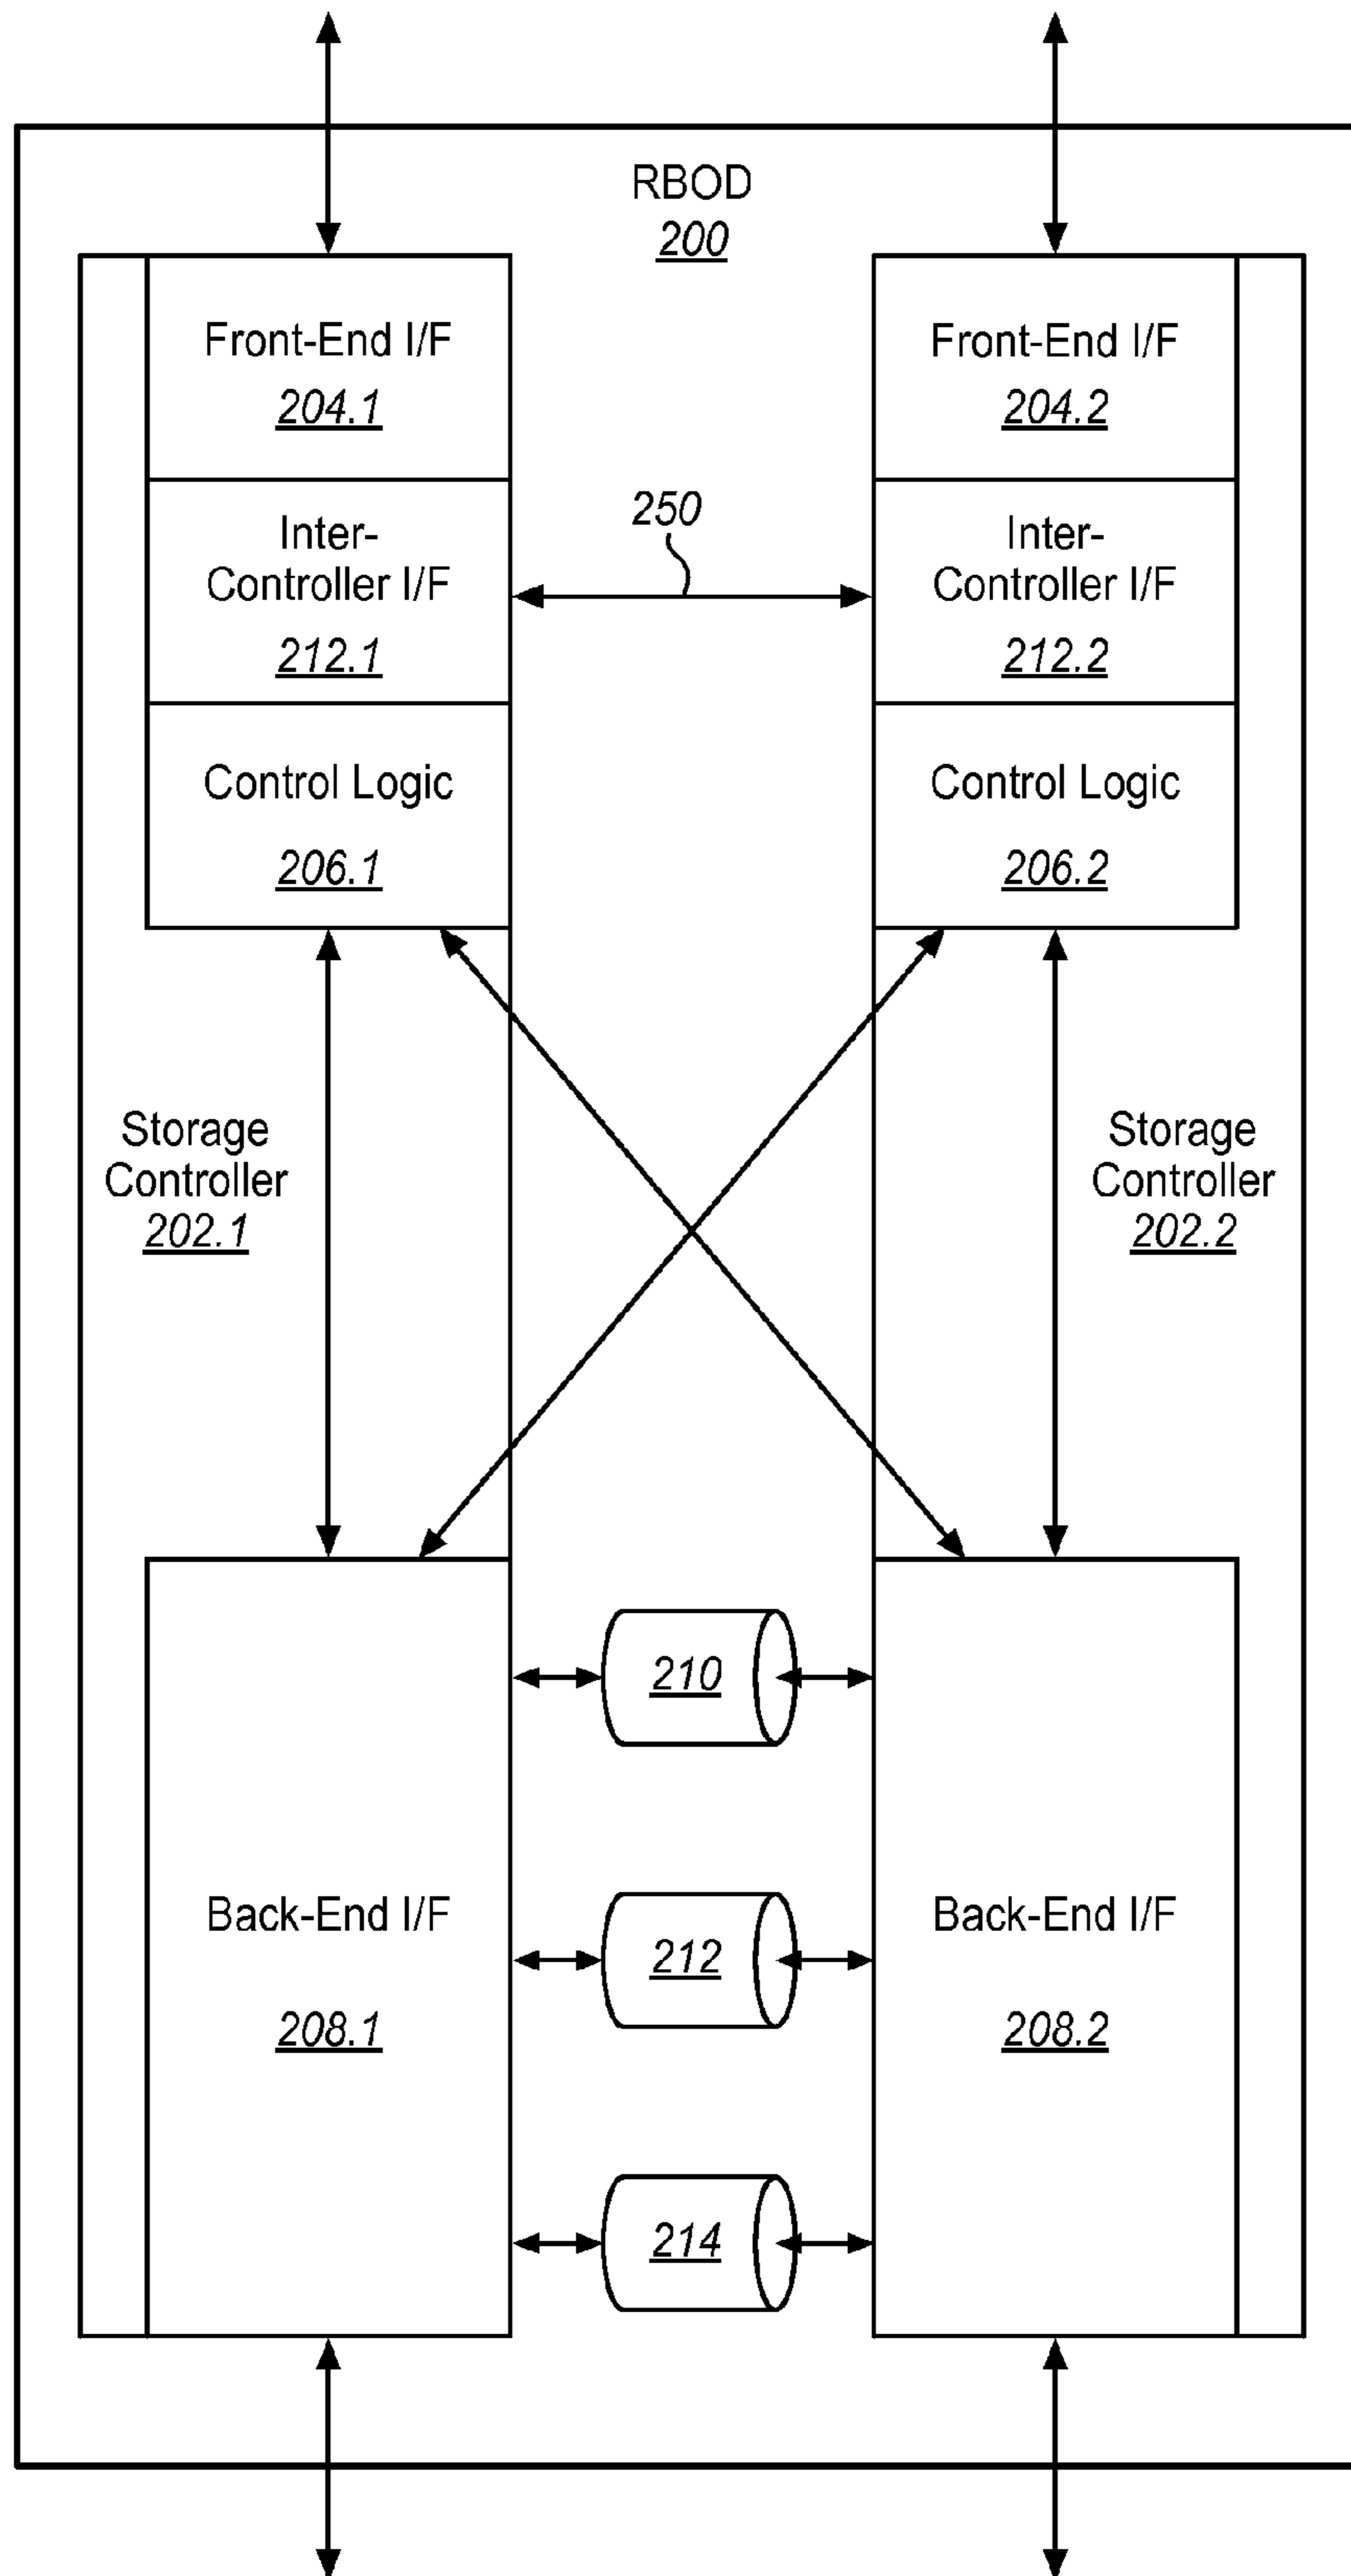 RBOD
200
Front-End I/F
204.1
Front-End I/F
204.2
250
Inter-
Controller I/F
212.1
Inter-
Controller I/F
212.2
Control Logic
206.1
Control Logic
206.2
Storage
Controller
202.1
Storage
Controller
202.2
210
Back-End I/F
208.1
212
Back-End I/F
208.2
214